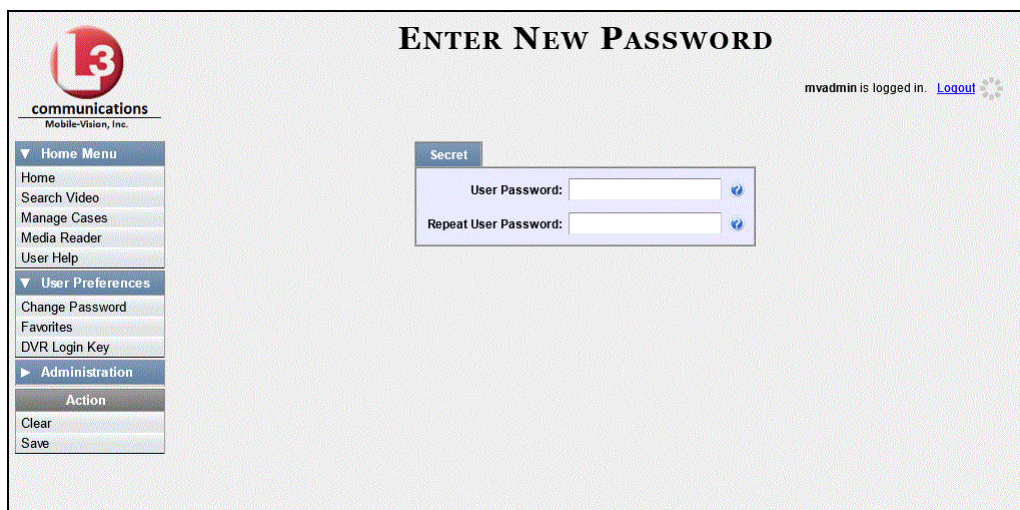 ENTER NEW PASSWORD
L3
communications
Mobile-Vision, Inc.
mvadmin is logged in. Logout
Home Menu
Home
Search Video
Manage Cases
Media Reader
User Help
User Preferences
Change Password
Favorites
DVR Login Key
Administration
Action
Clear
Save
Secret
User Password: ?
Repeat User Password: ?